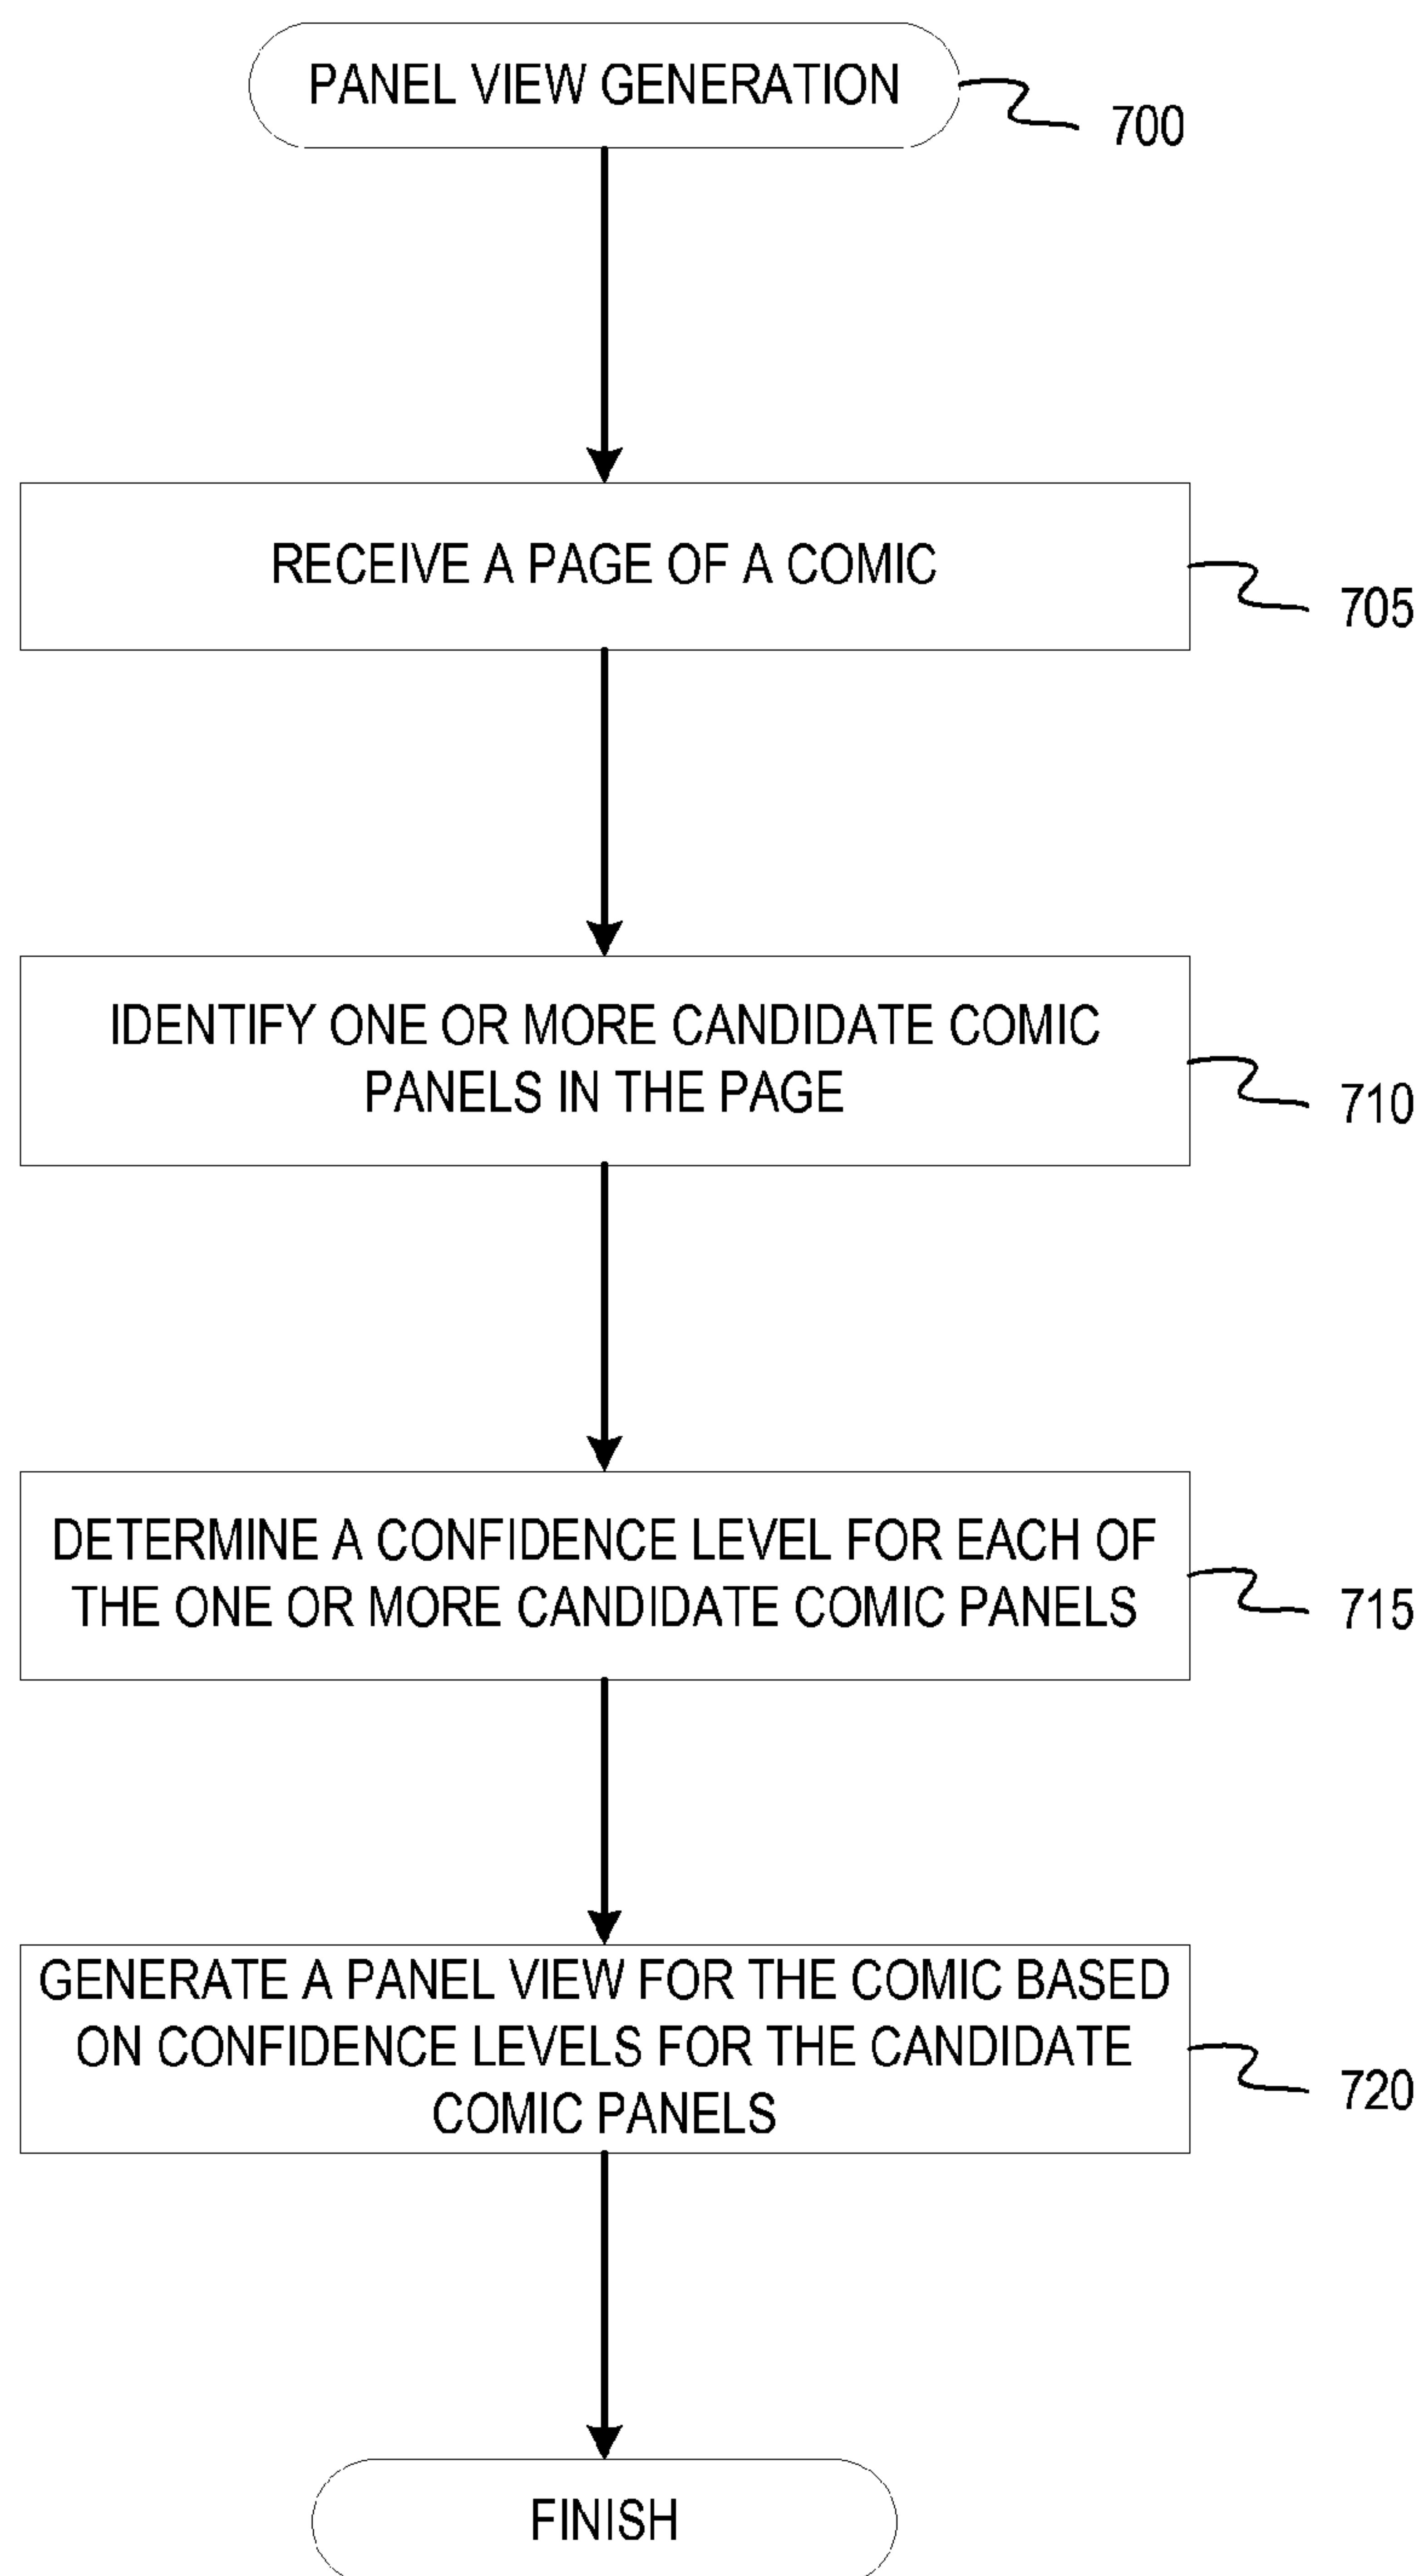 PANEL VIEW GENERATION
700
RECEIVE A PAGE OF A COMIC
705
IDENTIFY ONE OR MORE CANDIDATE COMIC
PANELS IN THE PAGE
710
DETERMINE A CONFIDENCE LEVEL FOR EACH OF
THE ONE OR MORE CANDIDATE COMIC PANELS
715
GENERATE A PANEL VIEW FOR THE COMIC BASED
ON CONFIDENCE LEVELS FOR THE CANDIDATE
COMIC PANELS
720
FINISH